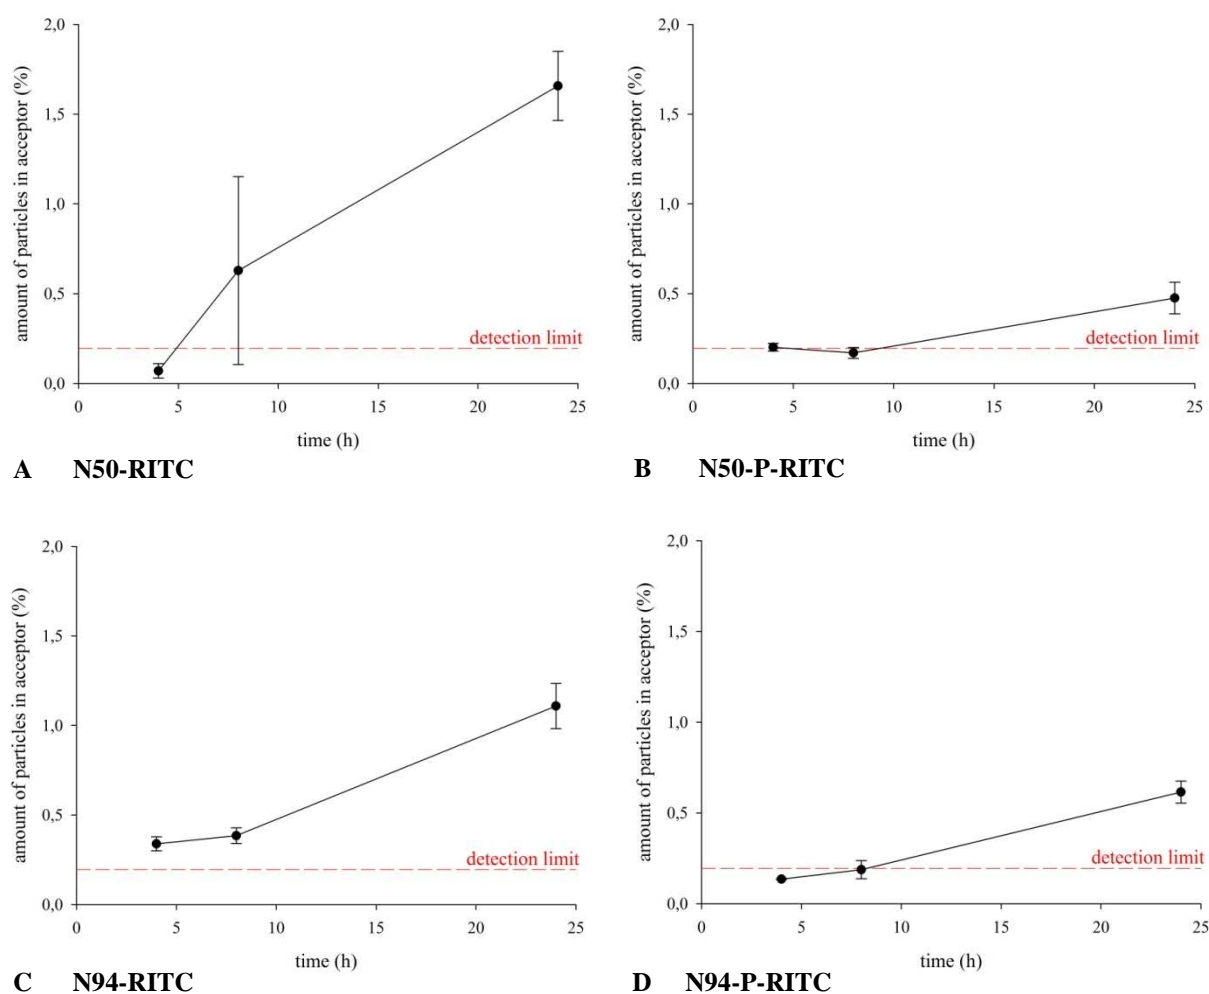 amount of particles in acceptor (%)
2,0
1,5
1,0
0,5
0,0
detection limit
0 5 10 15 20 25
time (h)
A N50-RITC
amount of particles in acceptor (%)
2,0
1,5
1,0
0,5
0,0
detection limit
0 5 10 15 20 25
time (h)
B N50-P-RITC
amount of particles in acceptor (%)
2,0
1,5
1,0
0,5
0,0
detection limit
0 5 10 15 20 25
time (h)
C N94-RITC
amount of particles in acceptor (%)
2,0
1,5
1,0
0,5
0,0
detection limit
0 5 10 15 20 25
time (h)
D N94-P-RITC